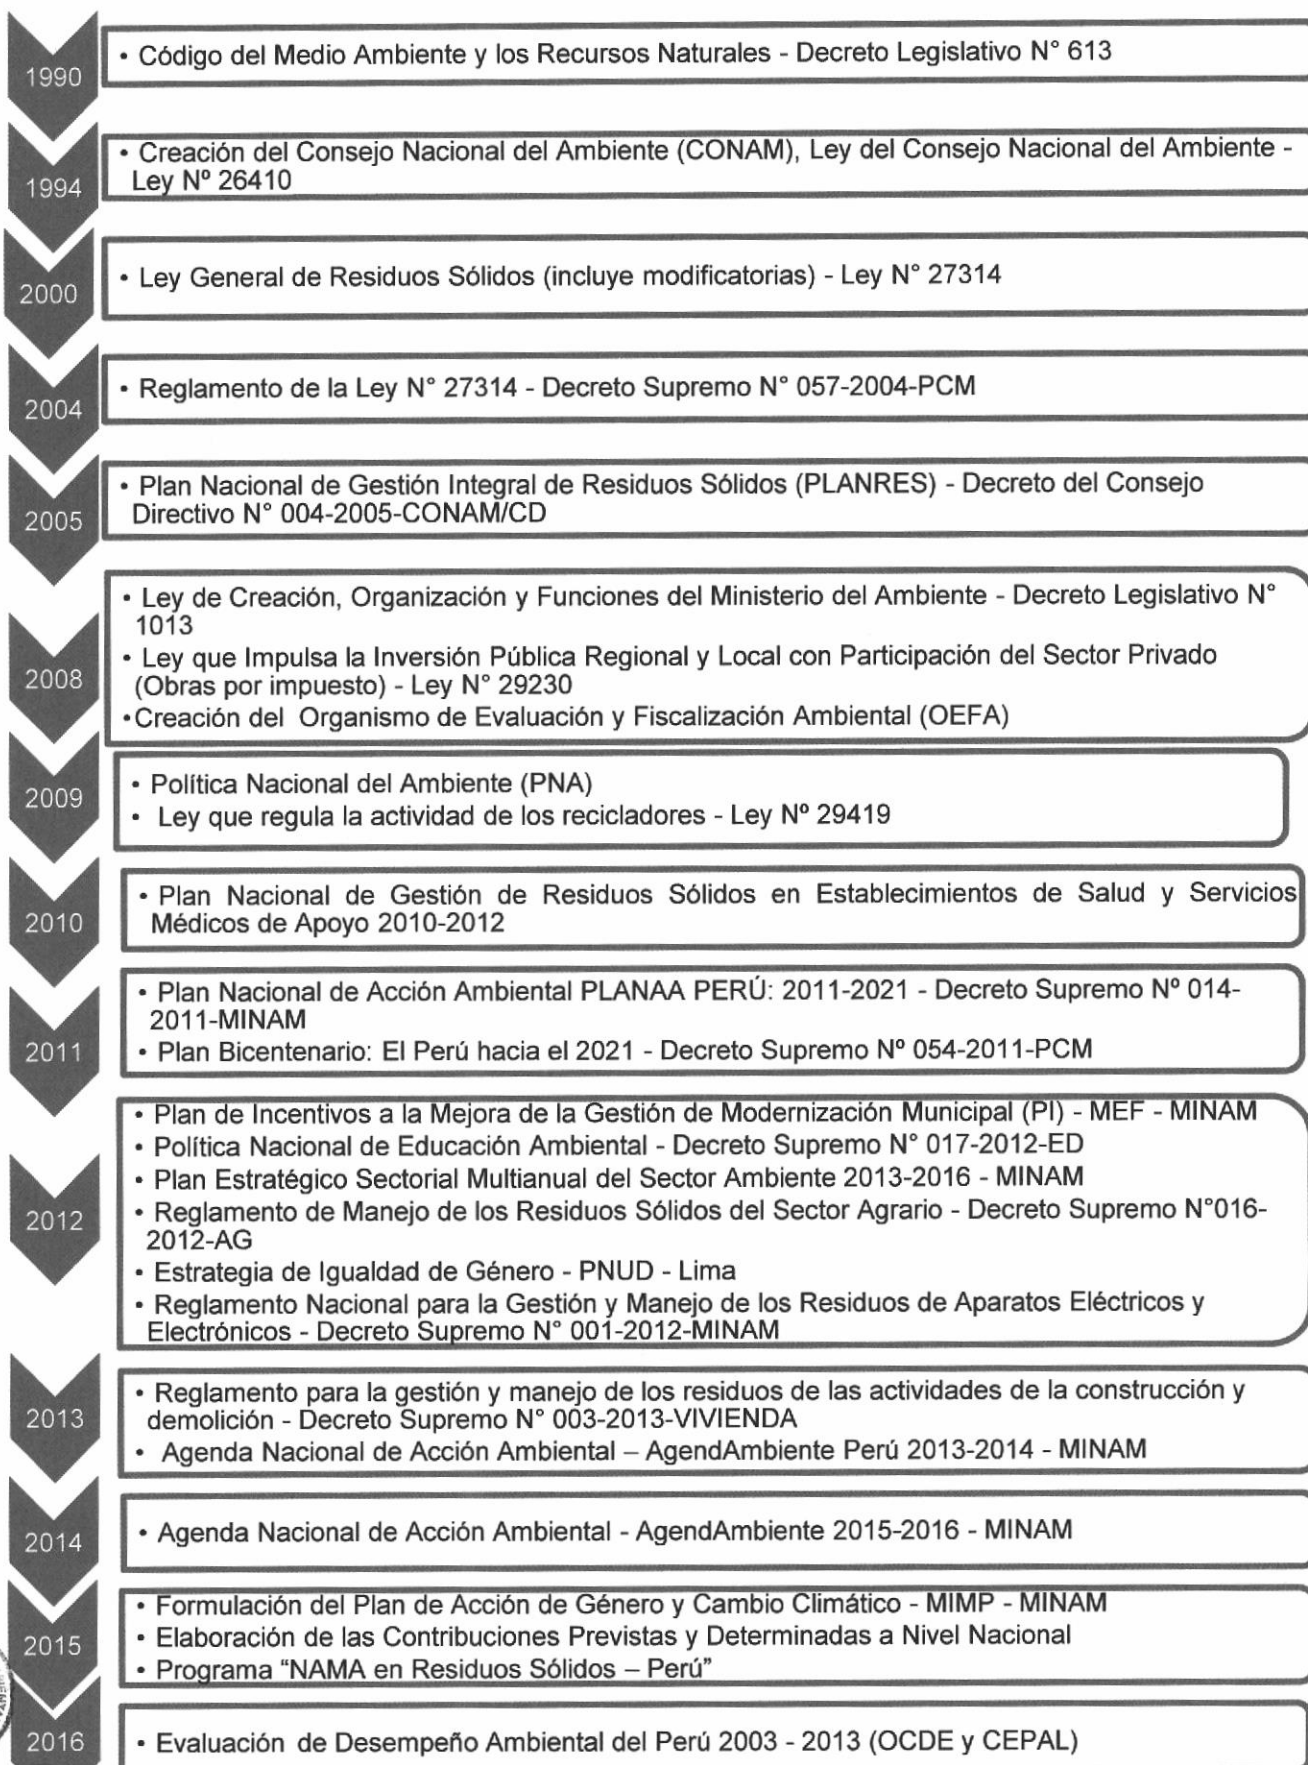 1990
• Código del Medio Ambiente y los Recursos Naturales - Decreto Legislativo N° 613
1994
• Creación del Consejo Nacional del Ambiente (CONAM), Ley del Consejo Nacional del Ambiente -
Ley Nº 26410
2000
• Ley General de Residuos Sólidos (incluye modificatorias) - Ley N° 27314
2004
• Reglamento de la Ley N° 27314 - Decreto Supremo N° 057-2004-PCM
2005
• Plan Nacional de Gestión Integral de Residuos Sólidos (PLANRES) - Decreto del Consejo
Directivo N° 004-2005-CONAM/CD
2008
• Ley de Creación, Organización y Funciones del Ministerio del Ambiente - Decreto Legislativo N°
1013
• Ley que Impulsa la Inversión Pública Regional y Local con Participación del Sector Privado
(Obras por impuesto) - Ley N° 29230
•Creación del Organismo de Evaluación y Fiscalización Ambiental (OEFA)
2009
• Política Nacional del Ambiente (PNA)
• Ley que regula la actividad de los recicladores - Ley Nº 29419
2010
• Plan Nacional de Gestión de Residuos Sólidos en Establecimientos de Salud y Servicios
Médicos de Apoyo 2010-2012
2011
• Plan Nacional de Acción Ambiental PLANAA PERÚ: 2011-2021 - Decreto Supremo Nº 014-
2011-MINAM
• Plan Bicentenario: El Perú hacia el 2021 - Decreto Supremo Nº 054-2011-PCM
2012
• Plan de Incentivos a la Mejora de la Gestión de Modernización Municipal (PI) - MEF - MINAM
• Política Nacional de Educación Ambiental - Decreto Supremo N° 017-2012-ED
• Plan Estratégico Sectorial Multianual del Sector Ambiente 2013-2016 - MINAM
• Reglamento de Manejo de los Residuos Sólidos del Sector Agrario - Decreto Supremo N°016-
2012-AG
• Estrategia de Igualdad de Género - PNUD - Lima
• Reglamento Nacional para la Gestión y Manejo de los Residuos de Aparatos Eléctricos y
Electrónicos - Decreto Supremo N° 001-2012-MINAM
2013
• Reglamento para la gestión y manejo de los residuos de las actividades de la construcción y
demolición - Decreto Supremo N° 003-2013-VIVIENDA
• Agenda Nacional de Acción Ambiental – AgendAmbiente Perú 2013-2014 - MINAM
2014
• Agenda Nacional de Acción Ambiental - AgendAmbiente 2015-2016 - MINAM
2015
• Formulación del Plan de Acción de Género y Cambio Climático - MIMP - MINAM
• Elaboración de las Contribuciones Previstas y Determinadas a Nivel Nacional
• Programa “NAMA en Residuos Sólidos – Perú”
2016
• Evaluación de Desempeño Ambiental del Perú 2003 - 2013 (OCDE y CEPAL)